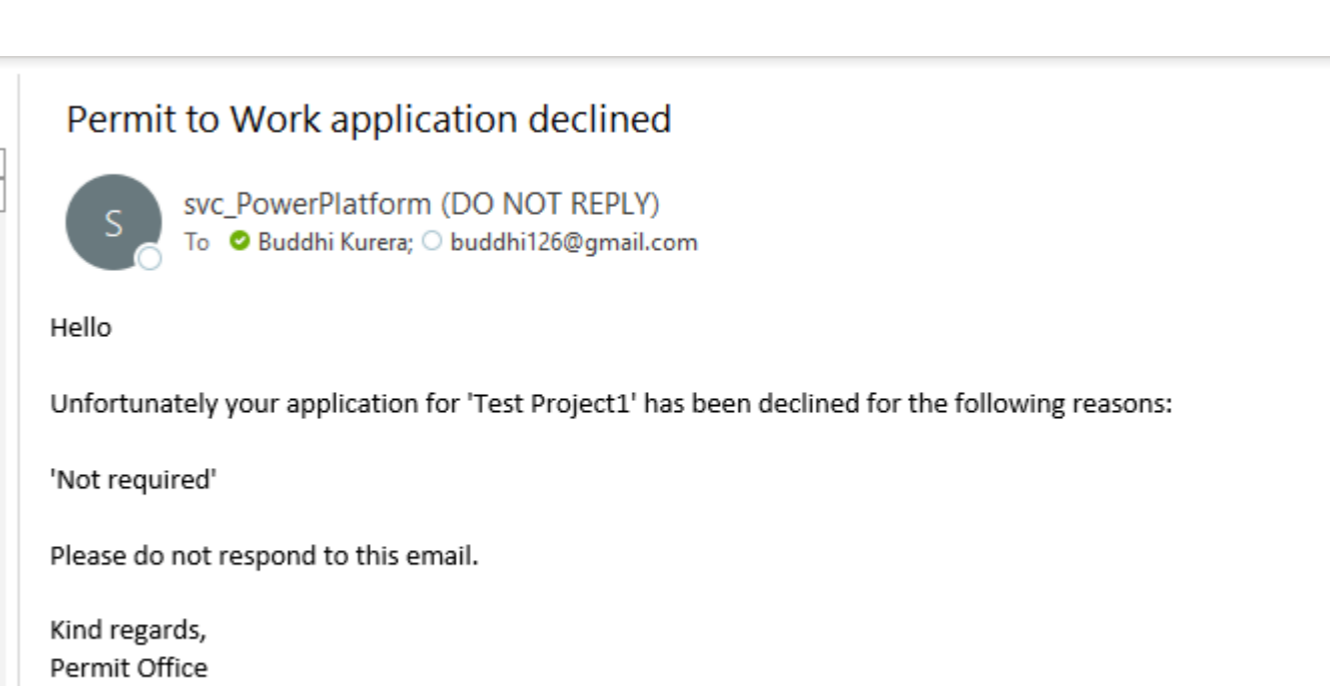 Permit to Work application declined
S
svc_PowerPlatform (DO NOT REPLY)
To Buddhi Kurera; buddhi126@gmail.com
Hello
Unfortunately your application for 'Test Project1' has been declined for the following reasons:
'Not required'
Please do not respond to this email.
Kind regards,
Permit Office